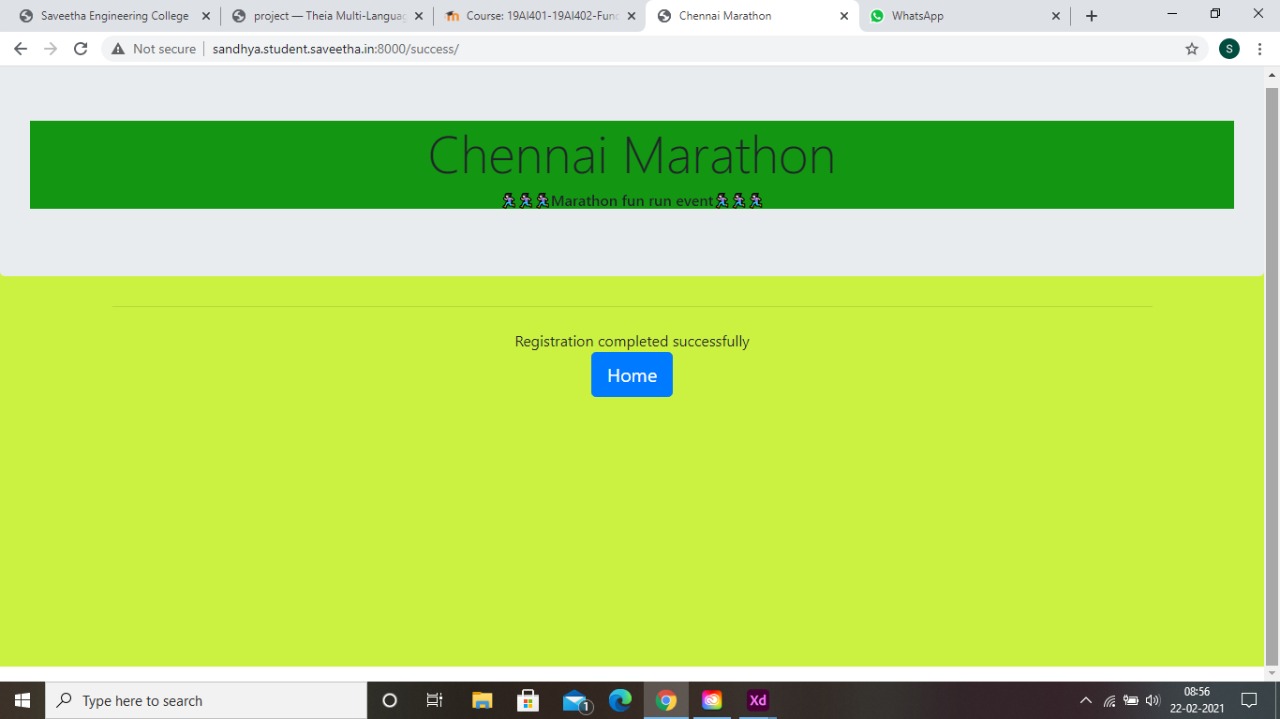 Saveetha Engineering College
project — Theia Multi-Languag
Course: 19AI401-19AI402-Fund
Chennai Marathon
WhatsApp
Not secure
sandhya.student.saveetha.in:8000/success/
S
Chennai Marathon
🏃🏃🏃Marathon fun run event🏃🏃🏃
Registration completed successfully
Home
Type here to search
1
Xd
08:56
22-02-2021